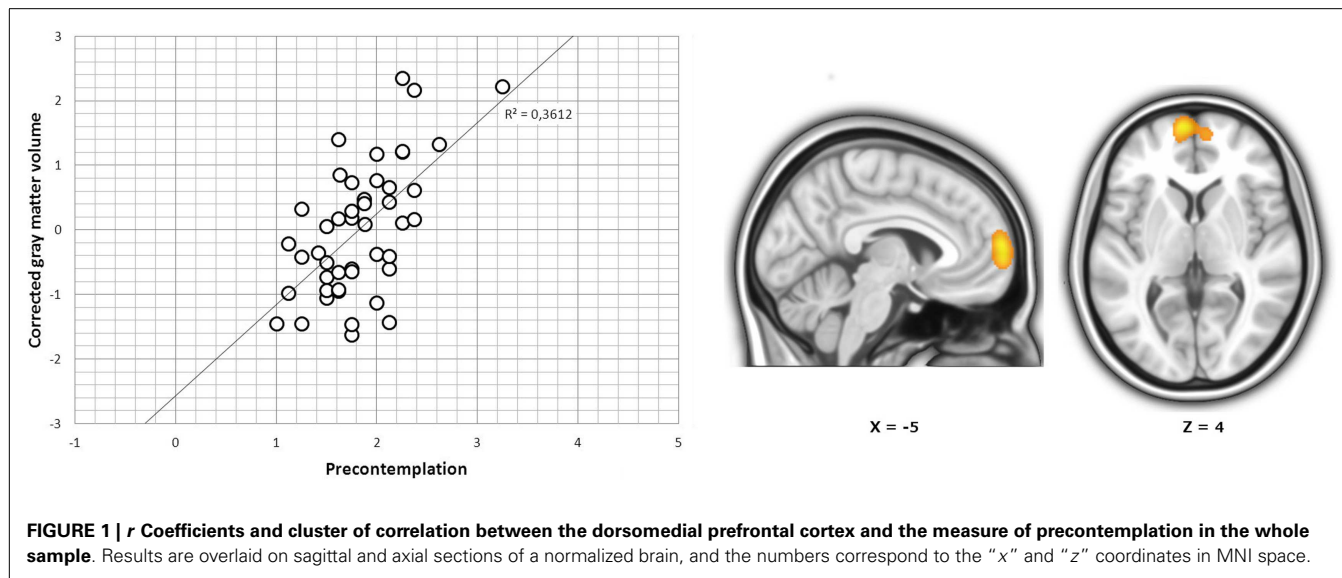 3
2
1
0
-1
-2
-3
Corrected gray matter volume
R² = 0,3612
-1 0 1 2 3 4 5
Precontemplation
X = -5
Z = 4
FIGURE 1 | r Coefficients and cluster of correlation between the dorsomedial prefrontal cortex and the measure of precontemplation in the whole
sample. Results are overlaid on sagittal and axial sections of a normalized brain, and the numbers correspond to the “x” and “z” coordinates in MNI space.